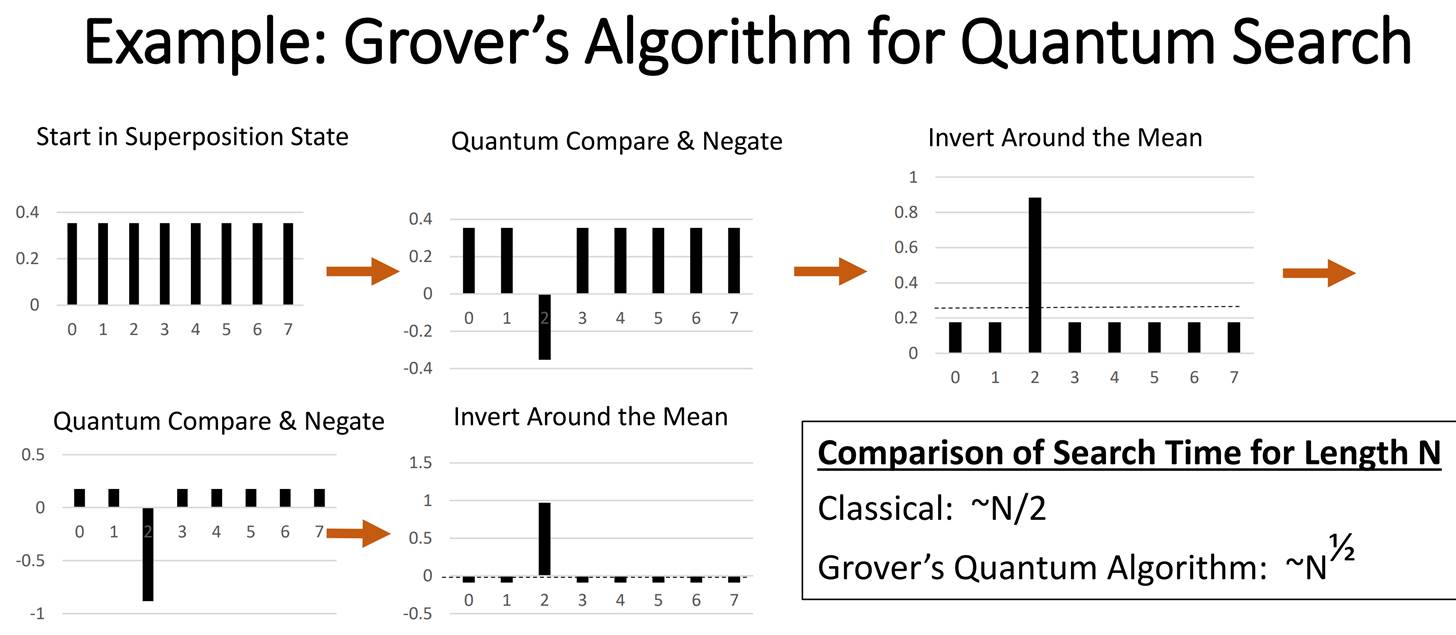 Example: Grover’s Algorithm for Quantum Search
Start in Superposition State
0.4
0.2
0
0 1 2 3 4 5 6 7
Quantum Compare & Negate
0.4
0.2
0
-0.2
-0.4
0 1 2 3 4 5 6 7
Invert Around the Mean
1
0.8
0.6
0.4
0.2
0
0 1 2 3 4 5 6 7
Quantum Compare & Negate
0.5
0
-0.5
-1
0 1 2 3 4 5 6 7
Invert Around the Mean
1.5
1
0.5
0
-0.5
0 1 2 3 4 5 6 7
Comparison of Search Time for Length N
Classical: ~N/2
Grover’s Quantum Algorithm: ~N^½